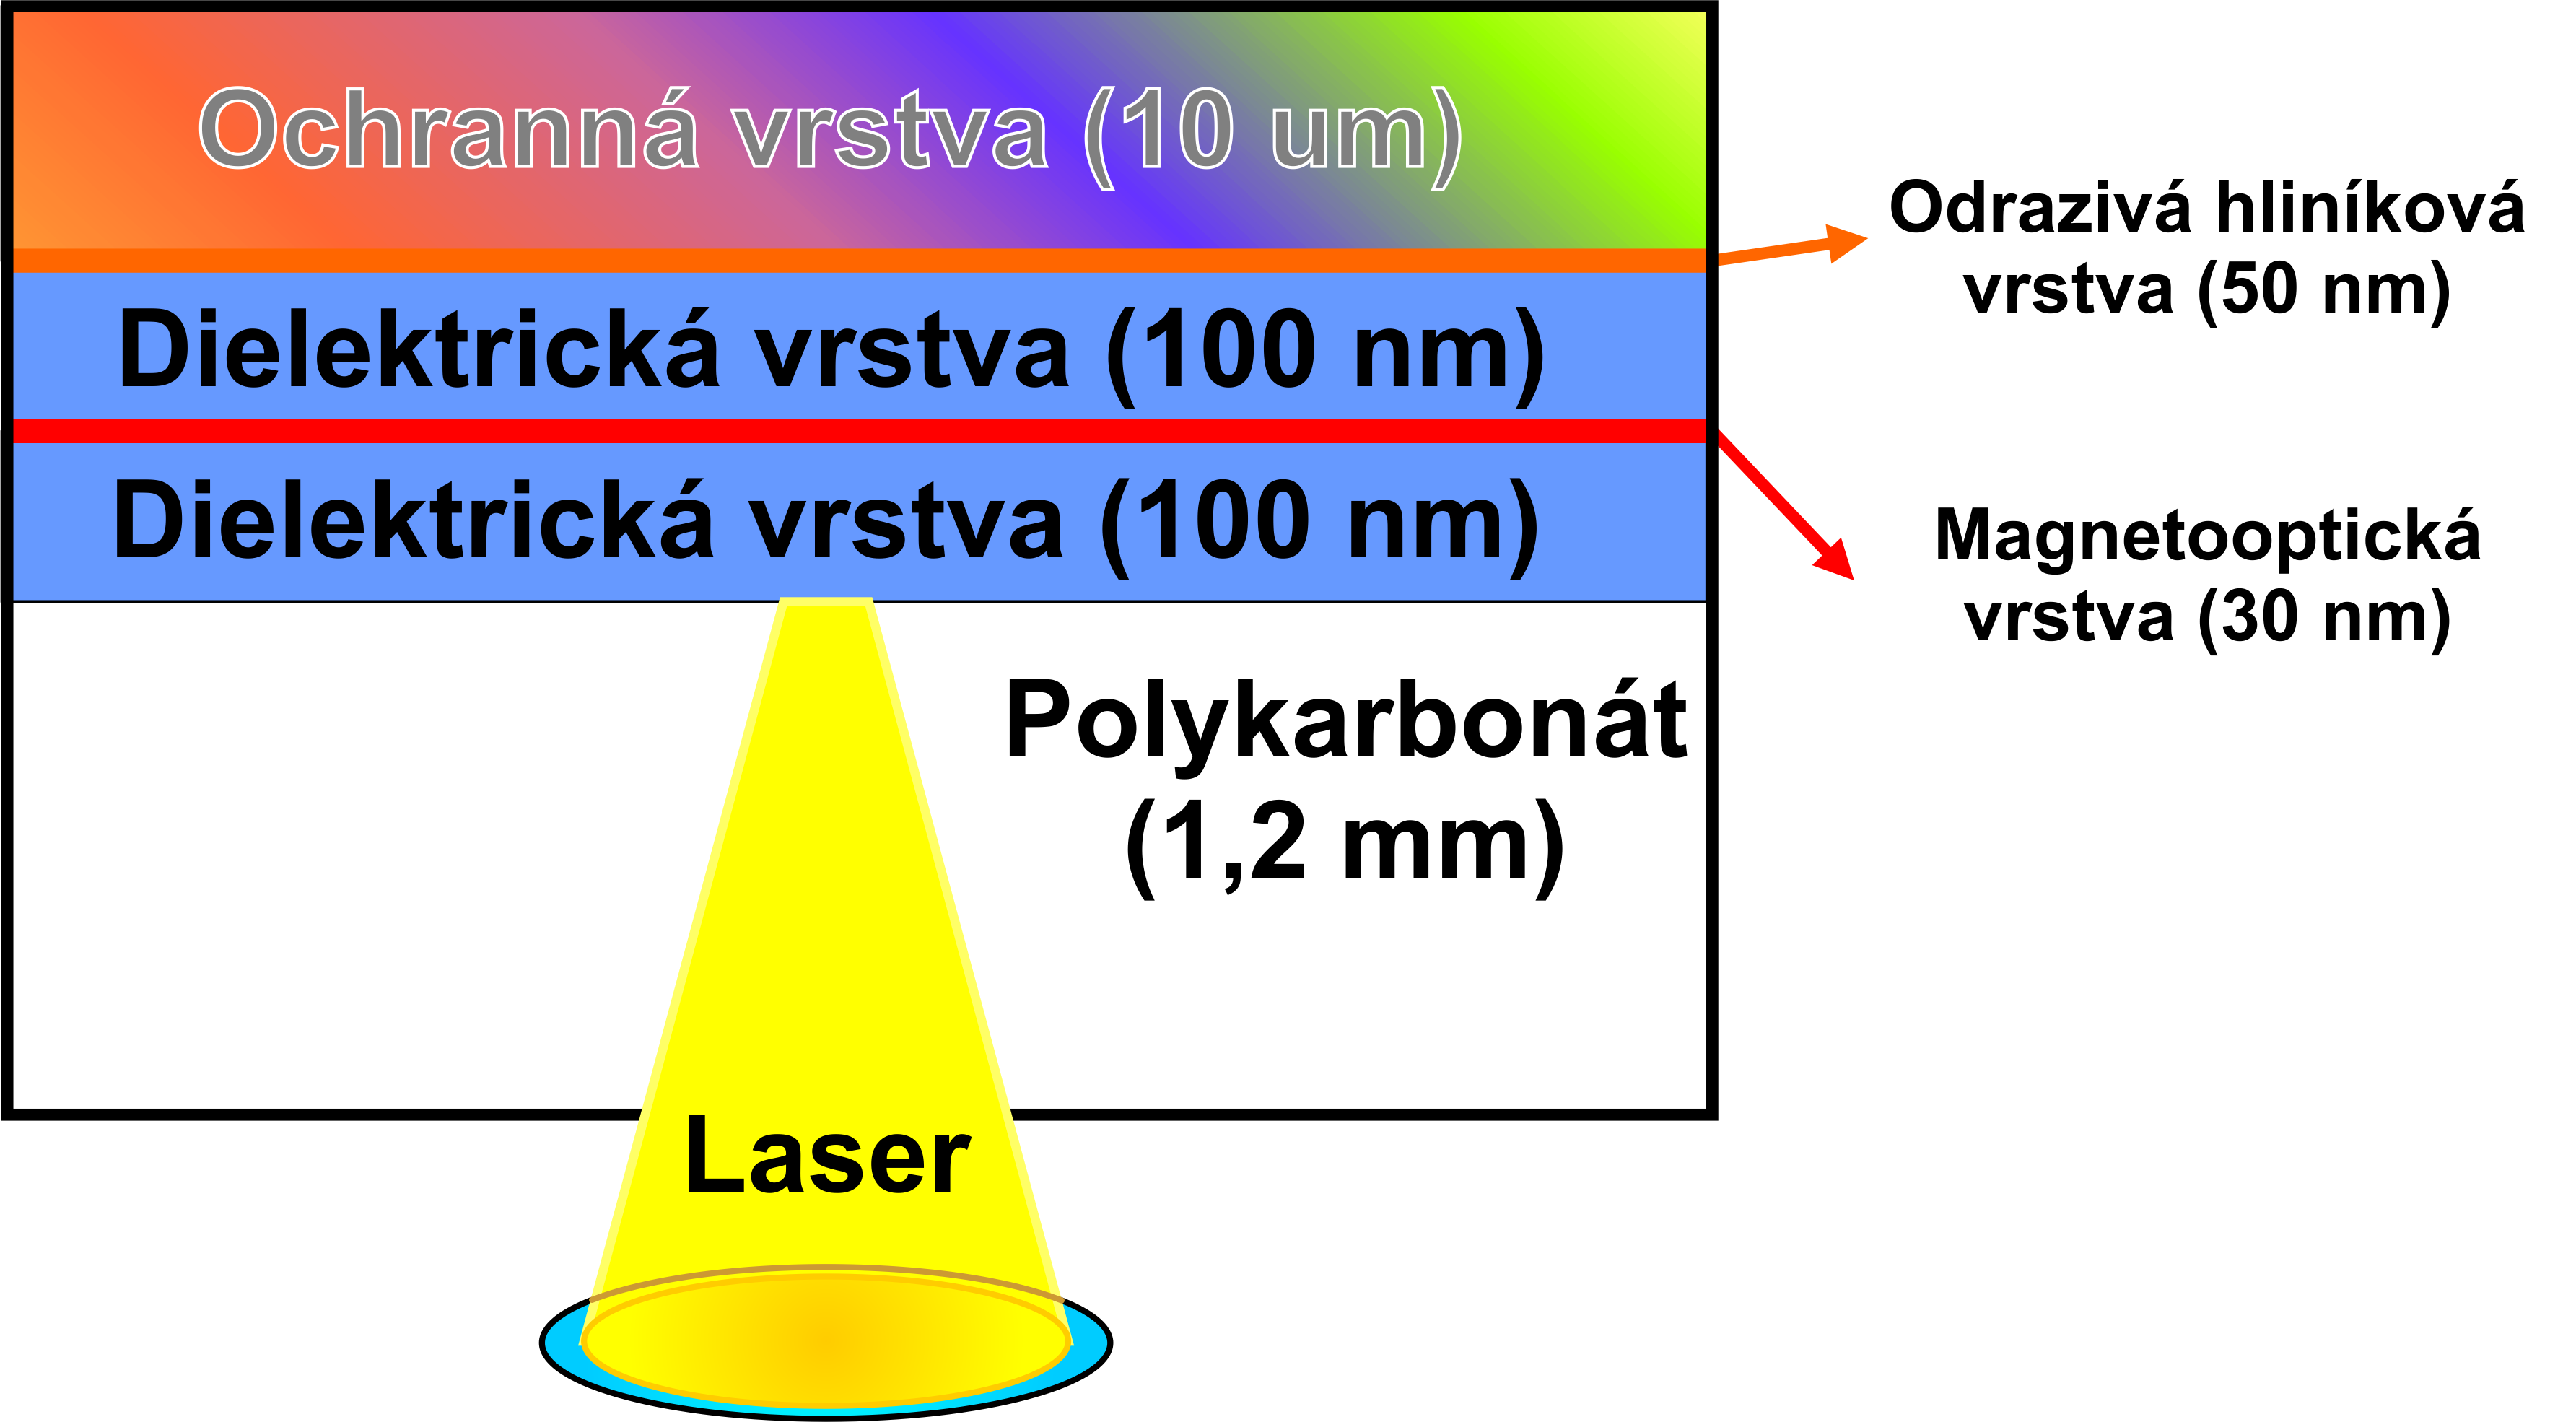 Ochranná vrstva (10 um)
Odrazivá hliníková
vrstva (50 nm)
Dielektrická vrstva (100 nm)
Dielektrická vrstva (100 nm)
Magnetooptická
vrstva (30 nm)
Polykarbonát
(1,2 mm)
Laser